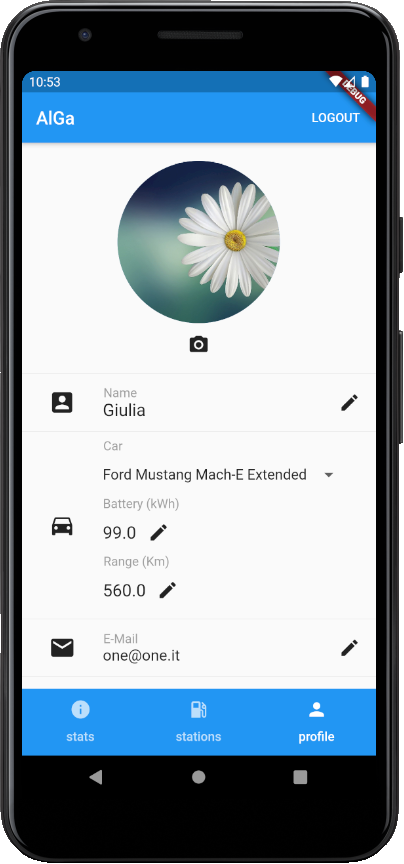 10:53
DEBUG
AlGa
LOGOUT
Name
Giulia
Car
Ford Mustang Mach-E Extended
Battery (kWh)
99.0
Range (Km)
560.0
E-Mail
one@one.it
stats
stations
profile